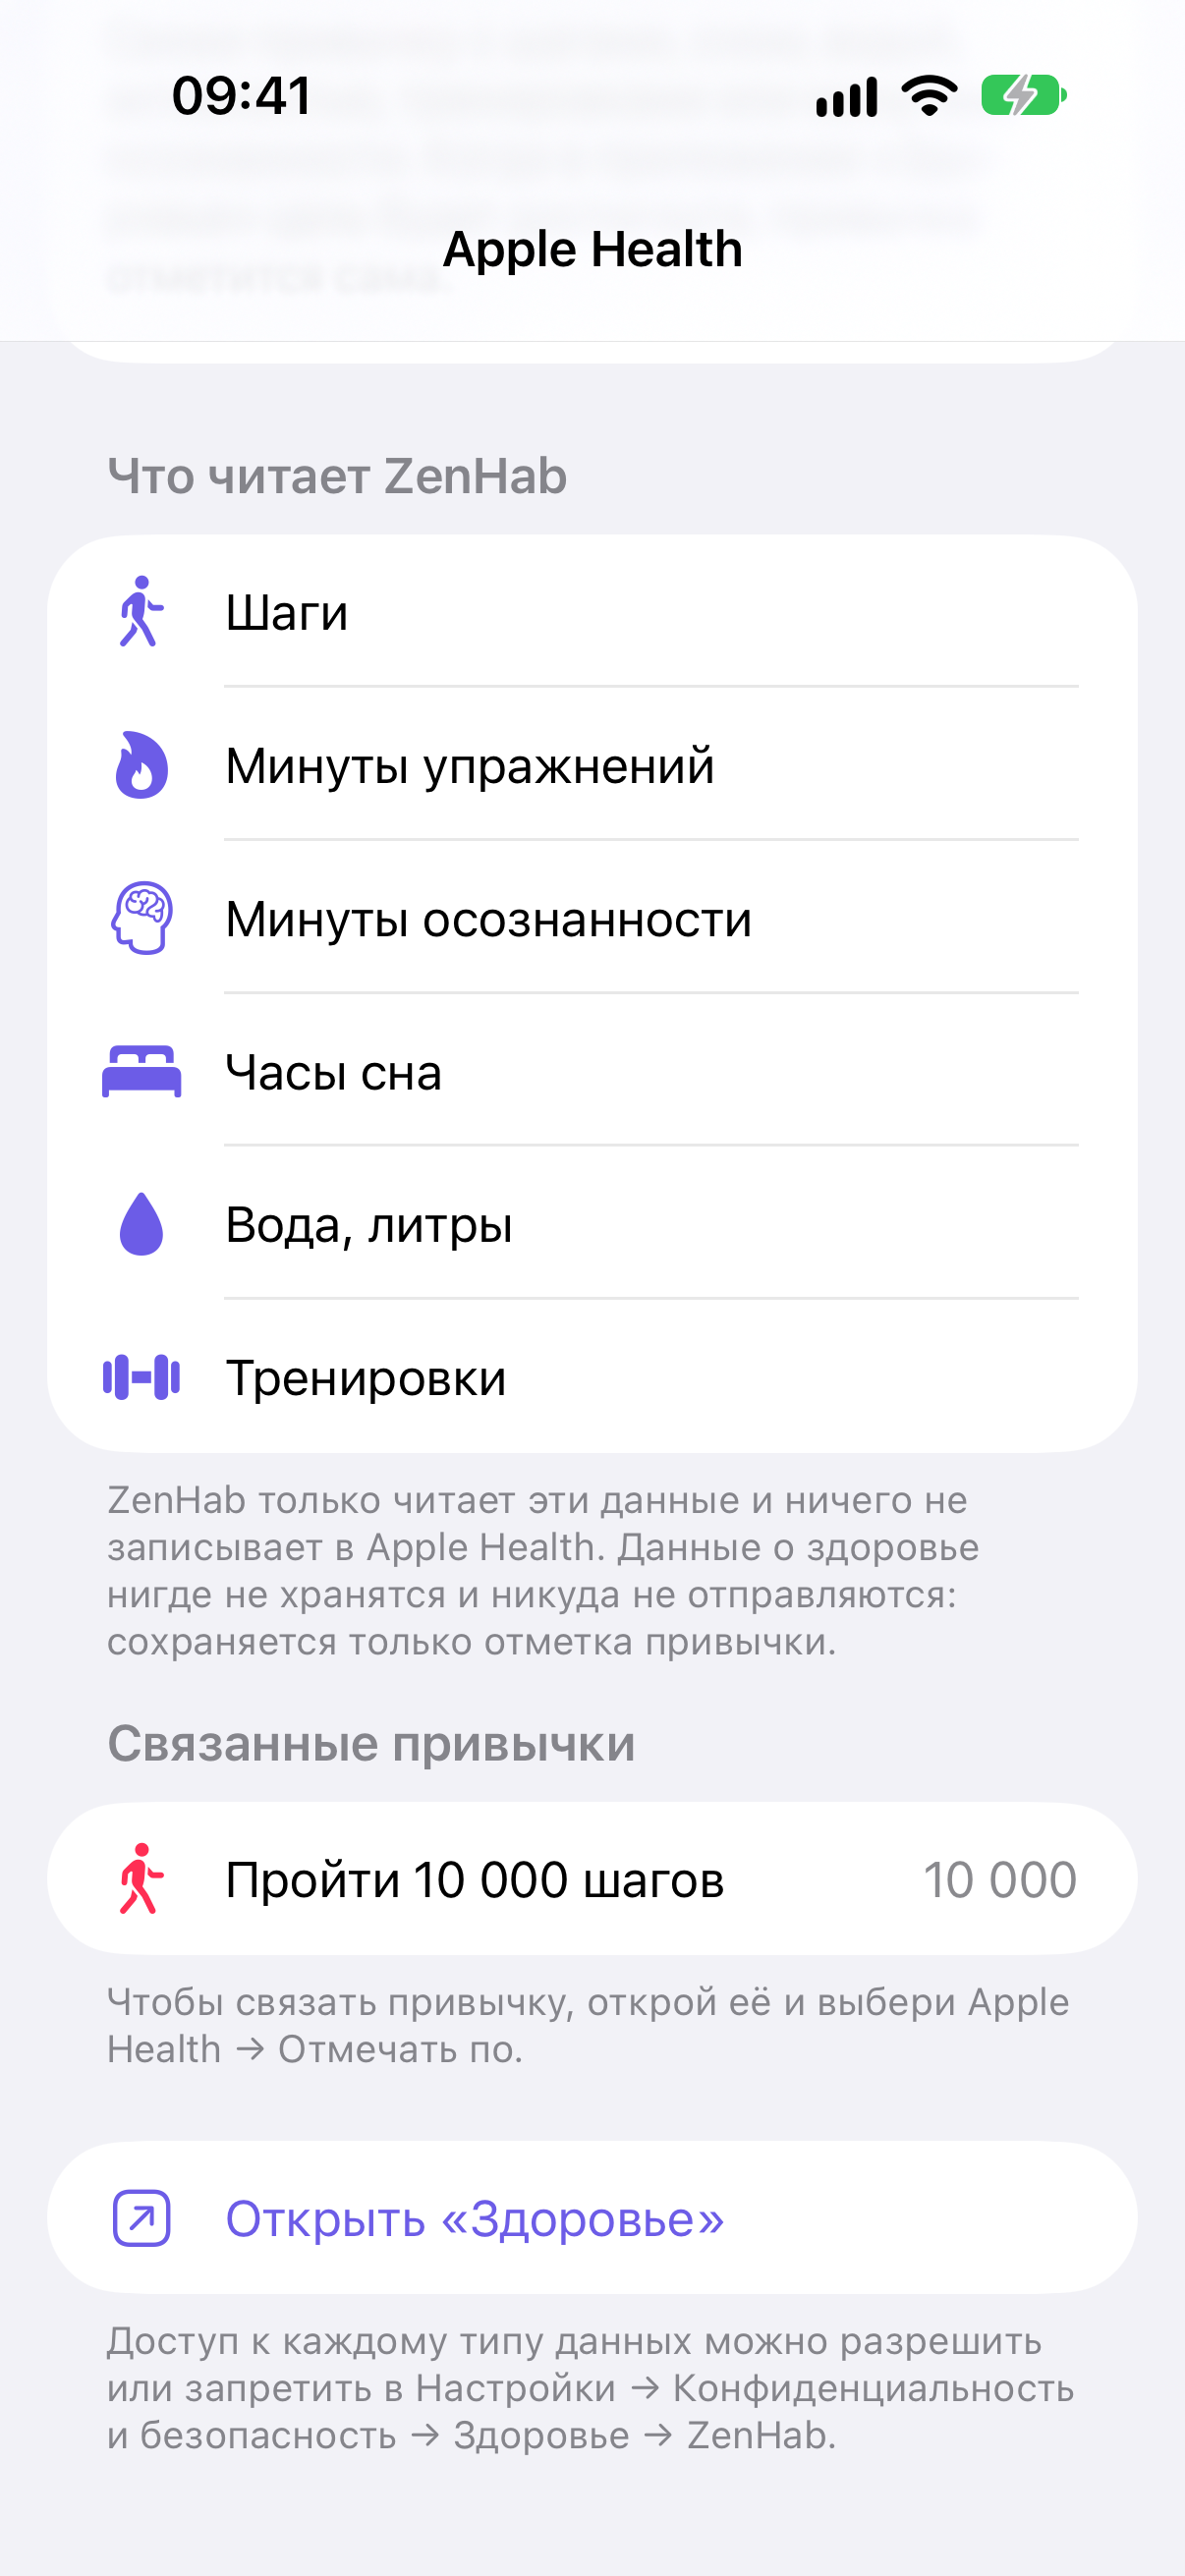 09:41
отметится сама.
Apple Health
Что читает ZenHab
Шаги
Минуты упражнений
Минуты осознанности
Часы сна
Вода, литры
Тренировки
ZenHab только читает эти данные и ничего не
записывает в Apple Health. Данные о здоровье
нигде не хранятся и никуда не отправляются:
сохраняется только отметка привычки.
Связанные привычки
Пройти 10 000 шагов 10 000
Чтобы связать привычку, открой её и выбери Apple
Health → Отмечать по.
Открыть «Здоровье»
Доступ к каждому типу данных можно разрешить
или запретить в Настройки → Конфиденциальность
и безопасность → Здоровье → ZenHab.